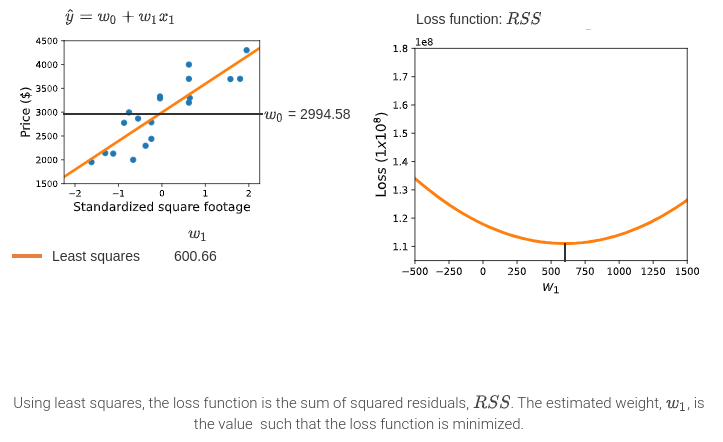 ŷ = w₀ + w₁x₁
Loss function: RSS
4500
4000
3500
3000
2500
2000
1500
Price ($)
w₀ = 2994.58
−2 −1 0 1 2
Standardized square footage
1e8
1.8
1.7
1.6
1.5
1.4
1.3
1.2
1.1
Loss (1x10⁸)
−500 −250 0 250 500 750 1000 1250 1500
w₁
w₁
Least squares 600.66
Using least squares, the loss function is the sum of squared residuals, RSS. The estimated weight, w₁, is
the value such that the loss function is minimized.